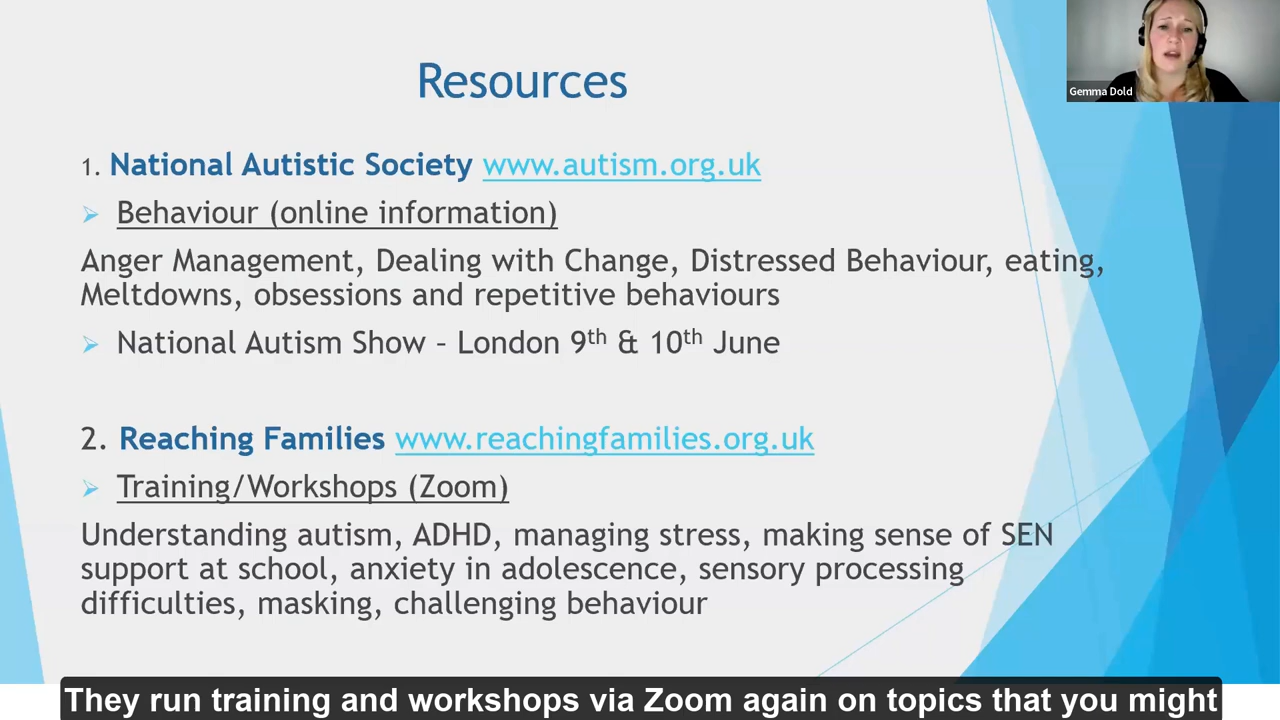 Resources
Gemma Dold
1. National Autistic Society www.autism.org.uk
Behaviour (online information)
Anger Management, Dealing with Change, Distressed Behaviour, eating,
Meltdowns, obsessions and repetitive behaviours
National Autism Show – London 9th & 10th June
2. Reaching Families www.reachingfamilies.org.uk
Training/Workshops (Zoom)
Understanding autism, ADHD, managing stress, making sense of SEN
support at school, anxiety in adolescence, sensory processing
difficulties, masking, challenging behaviour
They run training and workshops via Zoom again on topics that you might